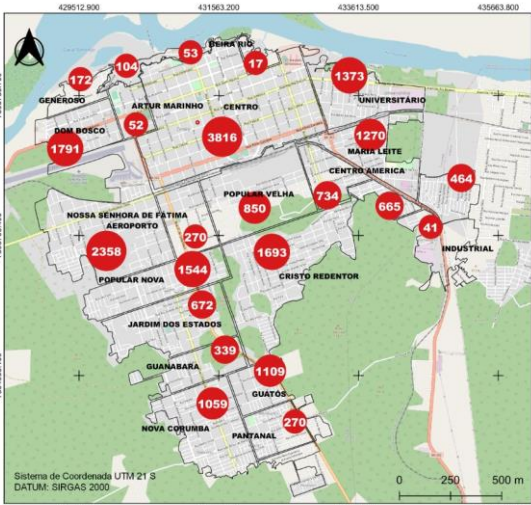 429512.900 431563.200 433613.500 435663.800
BEIRA RIO
53
17
104
172
1373
GENEROSO
ARTUR MARINHO
CENTRO
UNIVERSITÁRIO
DOM BOSCO
52
3816
1270
1791
MARIA LEITE
CENTRO AMERICA
464
POPULAR VELHA
734
850
665
NOSSA SENHORA DE FÁTIMA
AEROPORTO
270
41
2358
1693
INDUSTRIAL
1544
POPULAR NOVA
CRISTO REDENTOR
672
JARDIM DOS ESTADOS
339
GUANABARA
1109
GUATÓS
1059
270
NOVA CORUMBA
PANTANAL
Sistema de Coordenada UTM 21 S
DATUM: SIRGAS 2000
0 250 500 m